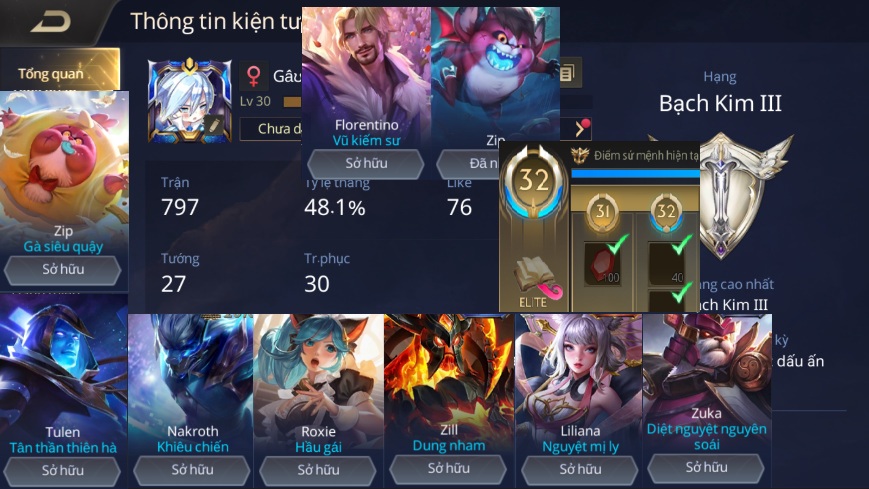 Thông tin kiện tư
Tổng quan
Gâu
Lv 30
Chưa d
Hạng
Bạch Kim III
Florentino
Vũ kiếm sư
Sở hữu
Zip
Đã n
Trận
797
Tỷ lệ thắng
48.1%
Like
76
Tướng
27
Tr.phục
30
Điểm sứ mệnh hiện tạ
32
31
32
100
40
ELITE
ạng cao nhất
ạch Kim III
kỳ
dấu ấn
Zip
Gà siêu quậy
Sở hữu
Tulen
Tân thần thiên hà
Sở hữu
Nakroth
Khiêu chiến
Sở hữu
Roxie
Hầu gái
Sở hữu
Zill
Dung nham
Sở hữu
Liliana
Nguyệt mị ly
Sở hữu
Zuka
Diệt nguyệt nguyên
soái
Sở hữu